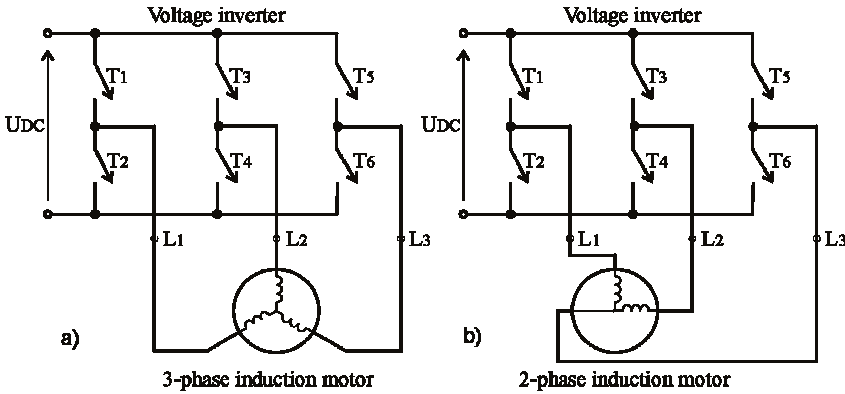 Voltage inverter
Voltage inverter
T1
T3
T5
T1
T3
T5
UDC
UDC
T2
T4
T6
T2
T4
T6
L1
L2
L3
L1
L2
L3
a)
b)
3-phase induction motor
2-phase induction motor